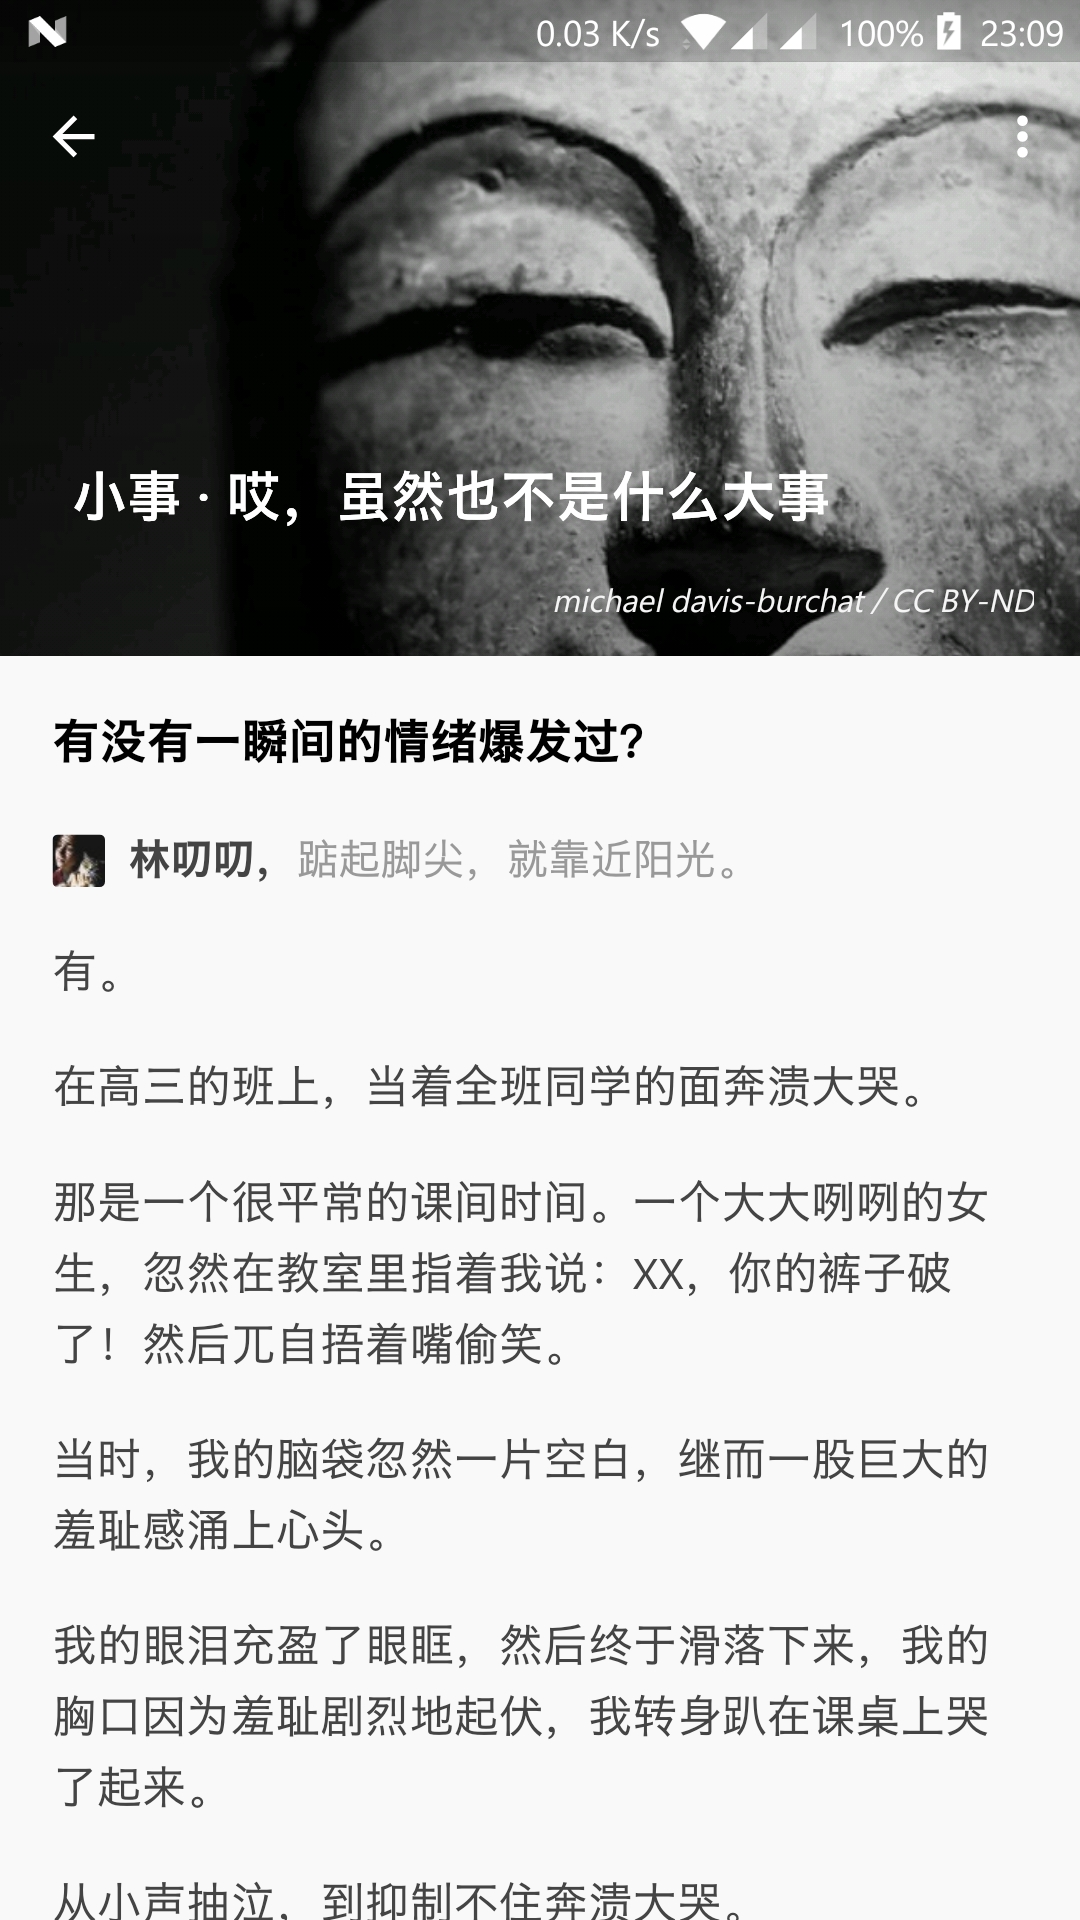 0.03 K/s 100% 23:09
小事 · 哎，虽然也不是什么大事
michael davis-burchat / CC BY-ND
有没有一瞬间的情绪爆发过？
林叨叨，踮起脚尖，就靠近阳光。
有。
在高三的班上，当着全班同学的面奔溃大哭。
那是一个很平常的课间时间。一个大大咧咧的女
生，忽然在教室里指着我说：XX，你的裤子破
了！然后兀自捂着嘴偷笑。
当时，我的脑袋忽然一片空白，继而一股巨大的
羞耻感涌上心头。
我的眼泪充盈了眼眶，然后终于滑落下来，我的
胸口因为羞耻剧烈地起伏，我转身趴在课桌上哭
了起来。
从小声抽泣，到抑制不住奔溃大哭。